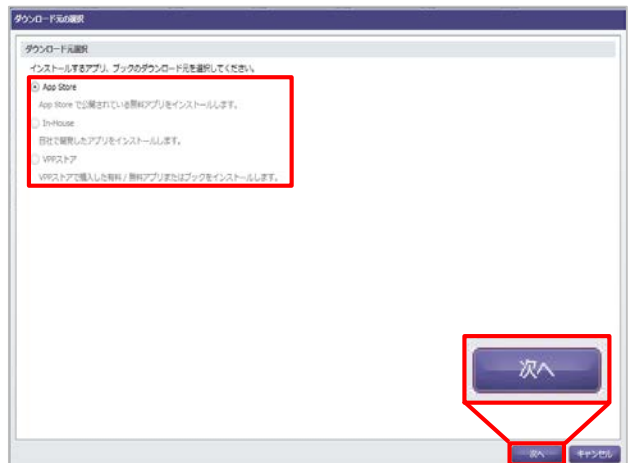 ダウンロード元の選択
ダウンロード元選択
インストールするアプリ、ブックのダウンロード元を選択してください。
App Store
App Store で公開されている無料アプリをインストールします。
In-House
自社で開発したアプリをインストールします。
VPPストア
VPPストアで購入した有料 / 無料アプリまたはブックをインストールします。
次へ
次へ
キャンセル